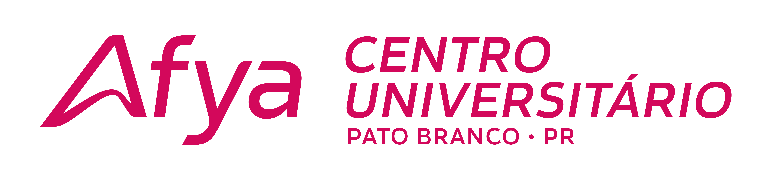 Afya
CENTRO
UNIVERSITÁRIO
PATO BRANCO • PR